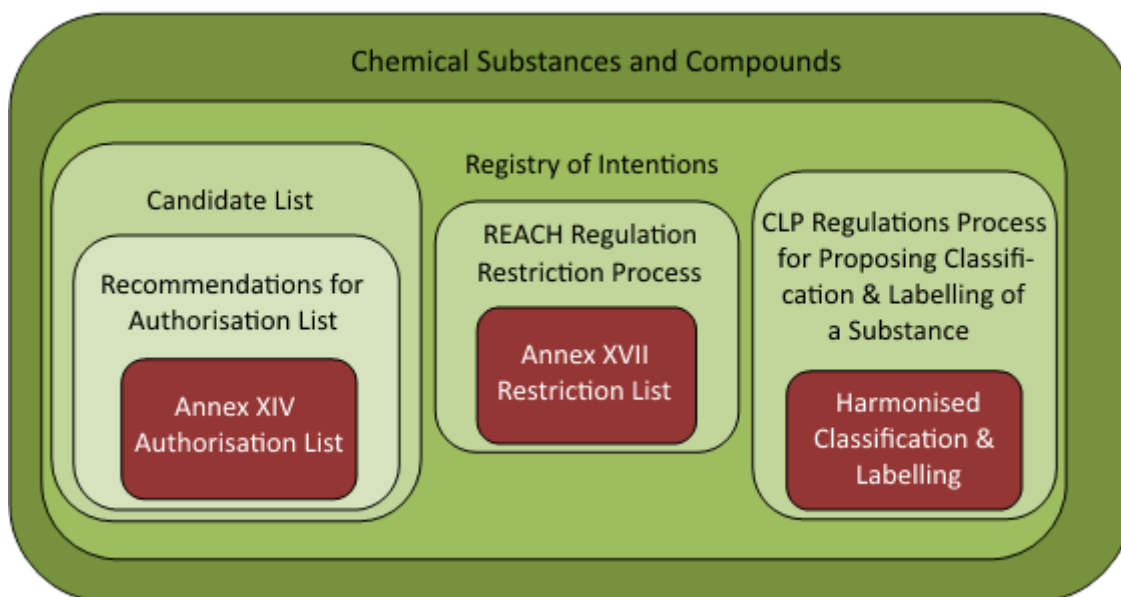 Chemical Substances and Compounds
Registry of Intentions
Candidate List
Recommendations for
Authorisation List
Annex XIV
Authorisation List
REACH Regulation
Restriction Process
Annex XVII
Restriction List
CLP Regulations Process
for Proposing Classifi-
cation & Labelling of
a Substance
Harmonised
Classification &
Labelling